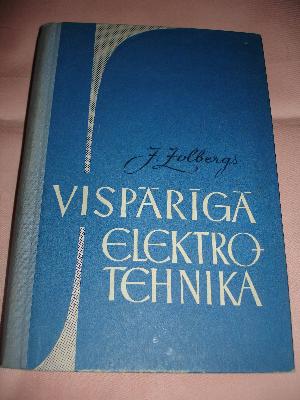 J. Zolbergs
VISPĀRĪGĀ
ELEKTRO-
TEHNIKA